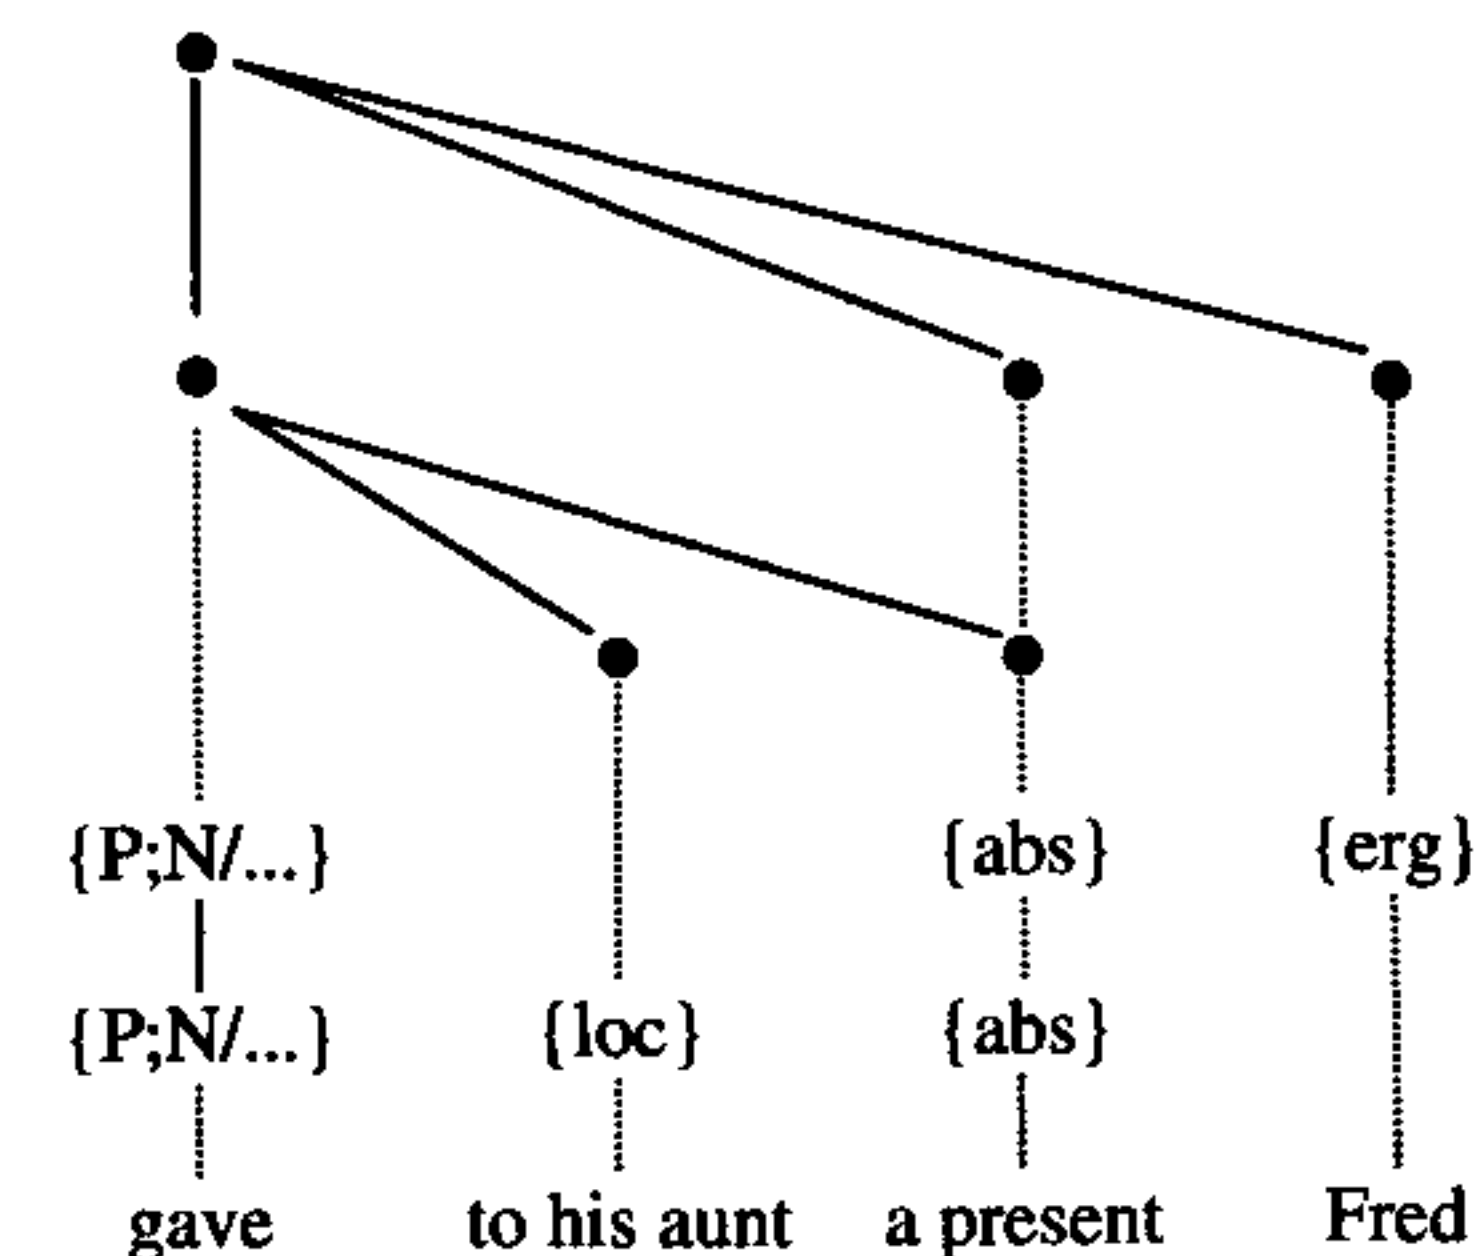 {P;N/...} {abs} {erg}
{P;N/...} {loc} {abs}
gave to his aunt a present Fred